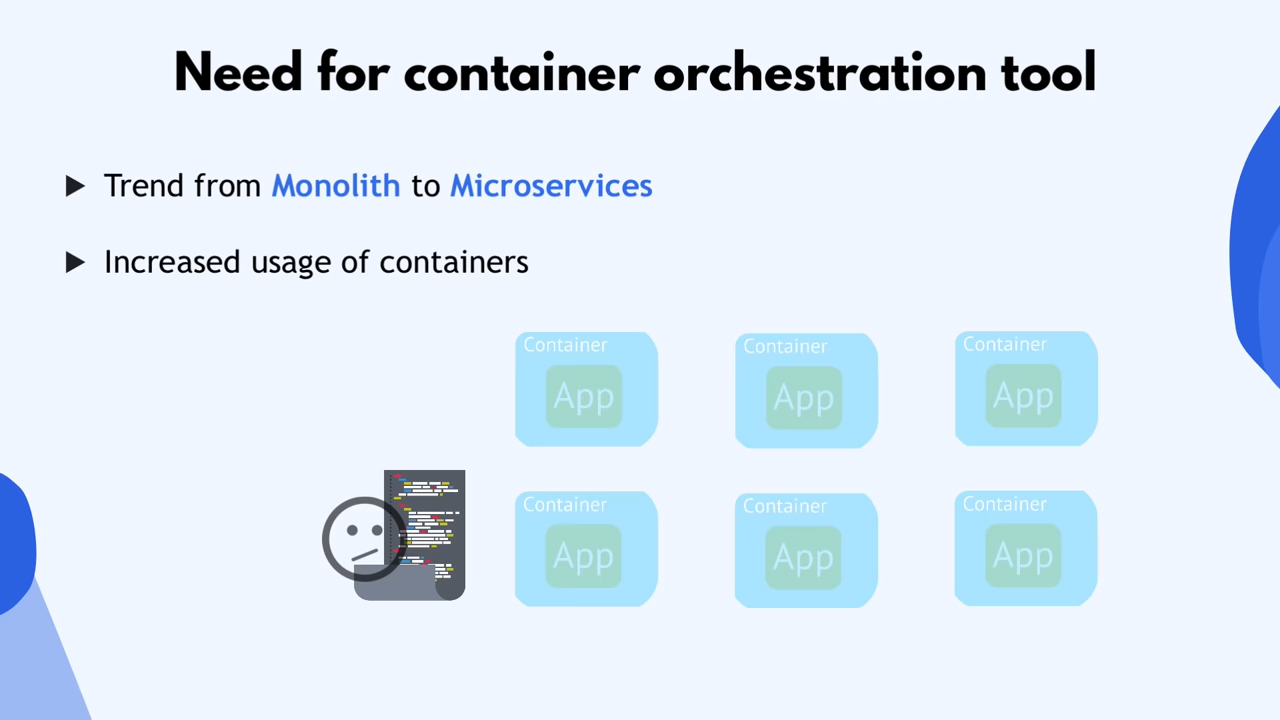 Need for container orchestration tool
Trend from Monolith to Microservices
Increased usage of containers
Container
App
Container
App
Container
App
Container
App
Container
App
Container
App